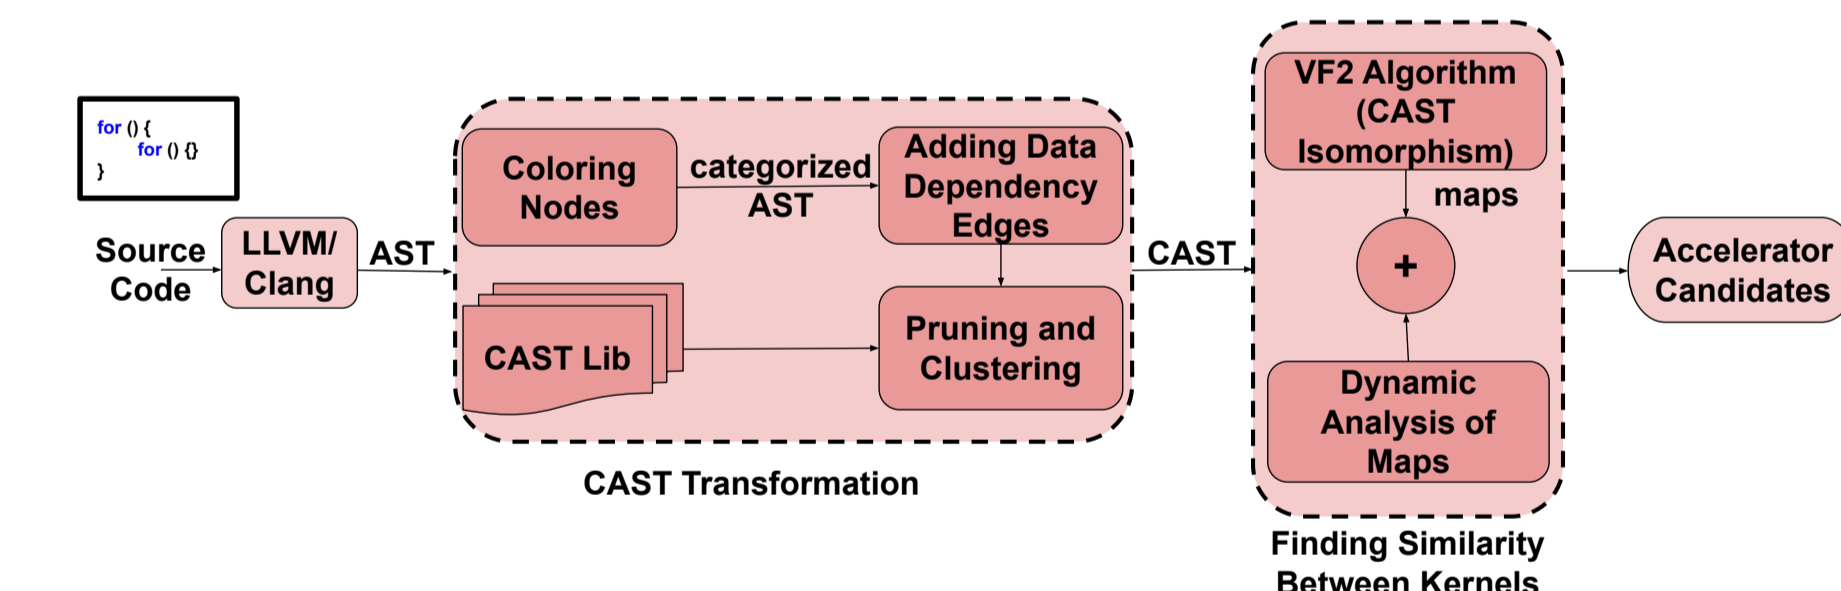 for () {
for () {}
}
Source
Code
LLVM/
Clang
AST
Coloring
Nodes
categorized
AST
Adding Data
Dependency
Edges
CAST Lib
Pruning and
Clustering
CAST Transformation
CAST
VF2 Algorithm
(CAST
Isomorphism)
maps
+
Dynamic
Analysis of
Maps
Finding Similarity
Between Kernels
Accelerator
Candidates